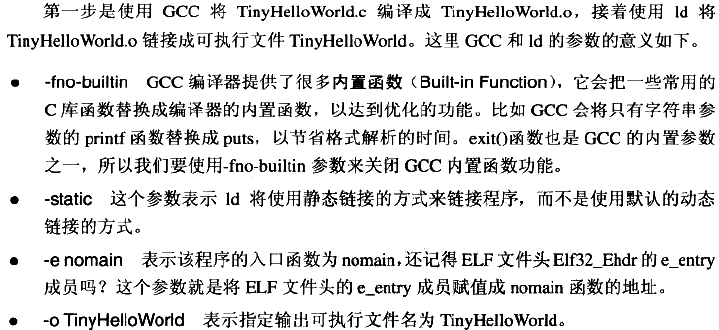 第一步是使用 GCC 将 TinyHelloWorld.c 编译成 TinyHelloWorld.o，接着使用 ld 将
TinyHelloWorld.o 链接成可执行文件 TinyHelloWorld。这里 GCC 和 ld 的参数的意义如下。
● -fno-builtin GCC 编译器提供了很多内置函数（Built-in Function），它会把一些常用的
C 库函数替换成编译器的内置函数，以达到优化的功能。比如 GCC 会将只有字符串参
数的 printf 函数替换成 puts，以节省格式解析的时间。exit()函数也是 GCC 的内置参数
之一，所以我们要使用-fno-builtin 参数来关闭 GCC 内置函数功能。
● -static 这个参数表示 ld 将使用静态链接的方式来链接程序，而不是使用默认的动态
链接的方式。
● -e nomain 表示该程序的入口函数为 nomain，还记得 ELF 文件头 Elf32_Ehdr 的 e_entry
成员吗？这个参数就是将 ELF 文件头的 e_entry 成员赋值成 nomain 函数的地址。
● -o TinyHelloWorld 表示指定输出可执行文件名为 TinyHelloWorld。